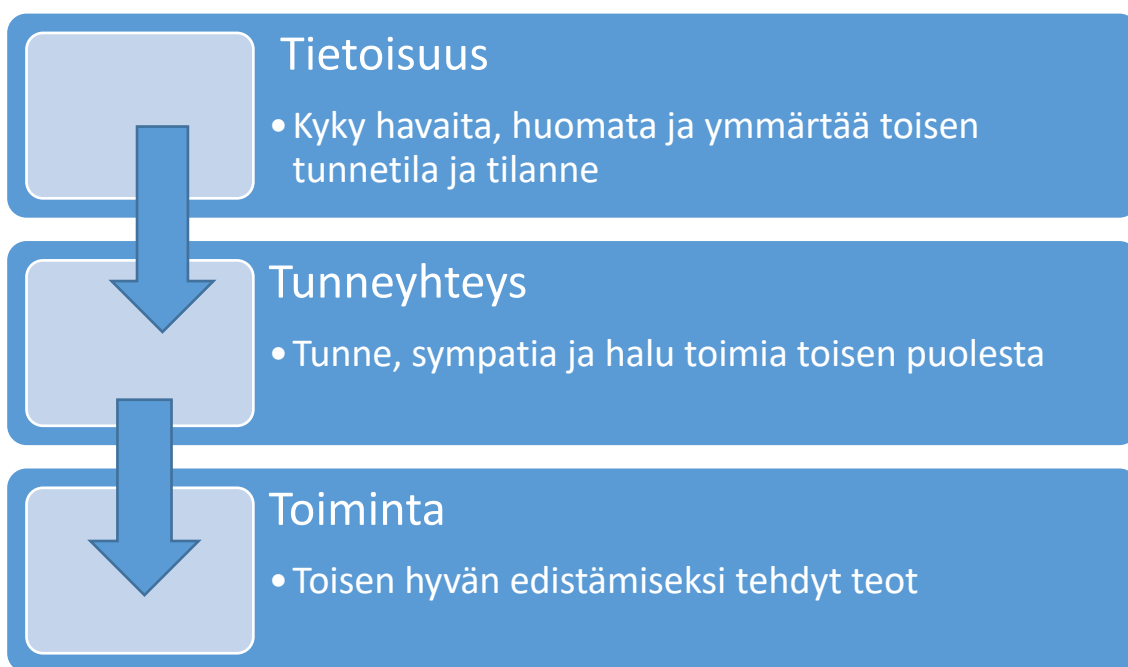 Tietoisuus
• Kyky havaita, huomata ja ymmärtää toisen
tunnetila ja tilanne
Tunneyhteys
• Tunne, sympatia ja halu toimia toisen puolesta
Toiminta
• Toisen hyvän edistämiseksi tehdyt teot